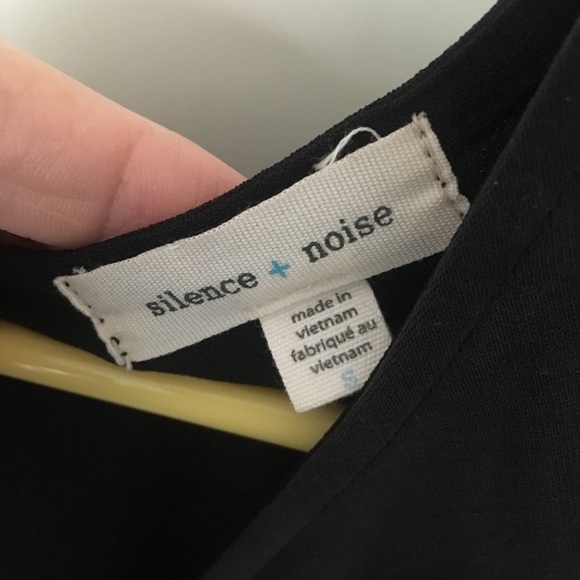 silence + noise
made in
vietnam
fabriqué au
vietnam
S